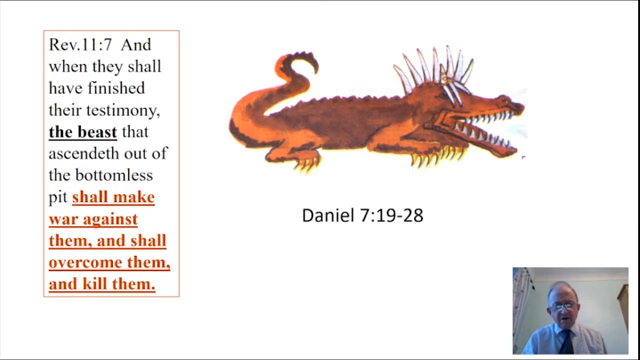 Rev.11:7 And
when they shall
have finished
their testimony,
the beast that
ascendeth out of
the bottomless
pit shall make
war against
them, and shall
overcome them,
and kill them.
Daniel 7:19-28